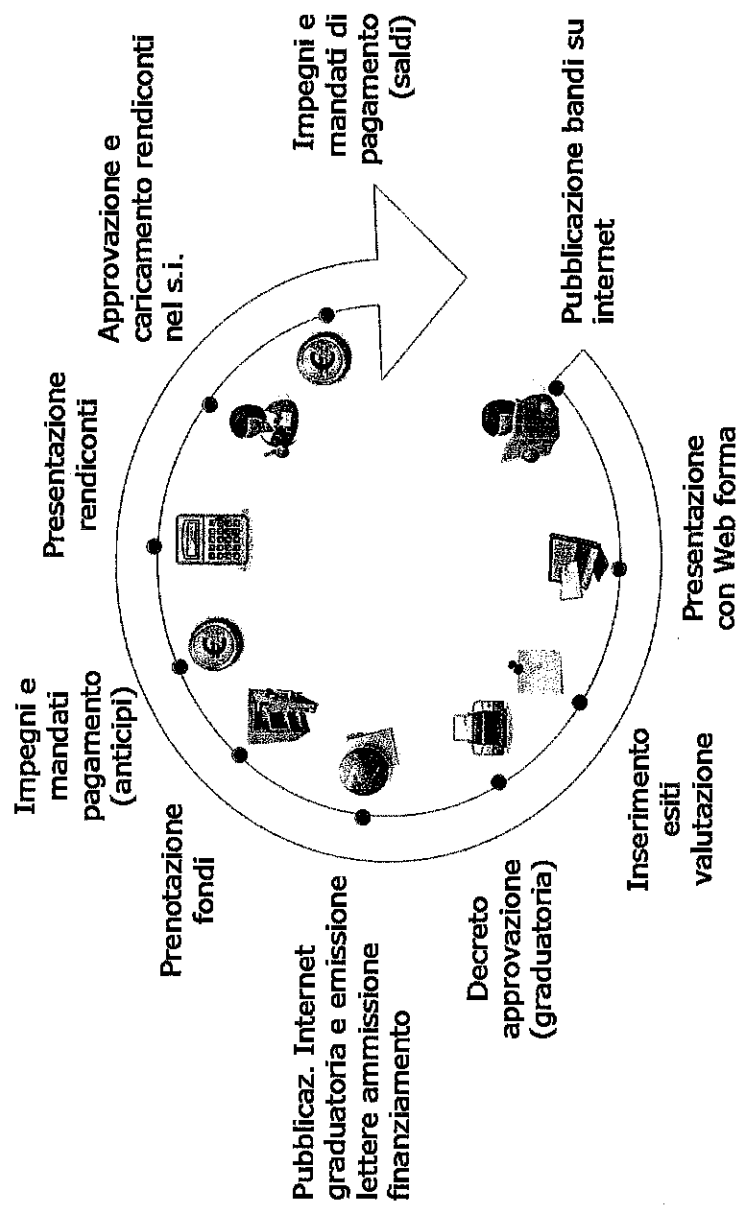 Pubblicazione bandi su
internet
Presentazione
con Web forma
Inserimento
esiti
valutazione
Decreto
approvazione
(graduatoria)
Pubblicaz. Internet
graduatoria e emissione
lettere ammissione
finanziamento
Prenotazione
fondi
Impegni e
mandati
pagamento
(anticipi)
Presentazione
rendiconti
Approvazione e
caricamento rendiconti
nel s.i.
Impegni e
mandati di
pagamento
(saldi)
€
€